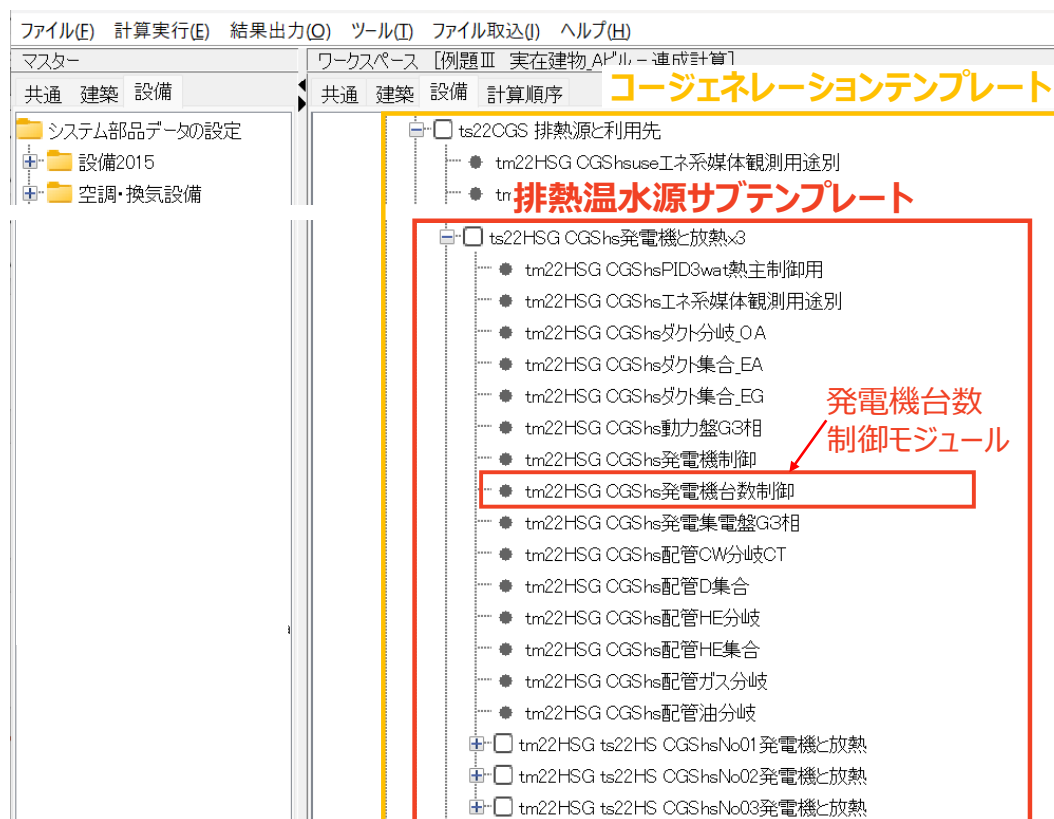 ファイル(F) 計算実行(E) 結果出力(O) ツール(T) ファイル取込(I) ヘルプ(H)
マスター
ワークスペース [例題Ⅲ 実在建物_Aビル－連成計算]
共通 建築 設備
共通 建築 設備 計算順序
コージェネレーションテンプレート
システム部品データの設定
設備2015
空調・換気設備
ts22CGS 排熱源と利用先
tm22HSG CGShsuseエネ系媒体観測用途別
排熱温水源サブテンプレート
ts22HSG CGShs発電機と放熱x3
tm22HSG CGShsPID3wat熱主制御用
tm22HSG CGShsエネ系媒体観測用途別
tm22HSG CGShsダクト分岐_OA
tm22HSG CGShsダクト集合_EA
tm22HSG CGShsダクト集合_EG
発電機台数
制御モジュール
tm22HSG CGShs動力盤G3相
tm22HSG CGShs発電機制御
tm22HSG CGShs発電機台数制御
tm22HSG CGShs発電集電盤G3相
tm22HSG CGShs配管CW分岐CT
tm22HSG CGShs配管D集合
tm22HSG CGShs配管HE分岐
tm22HSG CGShs配管HE集合
tm22HSG CGShs配管ガス分岐
tm22HSG CGShs配管油分岐
tm22HSG ts22HS CGShsNo01発電機と放熱
tm22HSG ts22HS CGShsNo02発電機と放熱
tm22HSG ts22HS CGShsNo03発電機と放熱